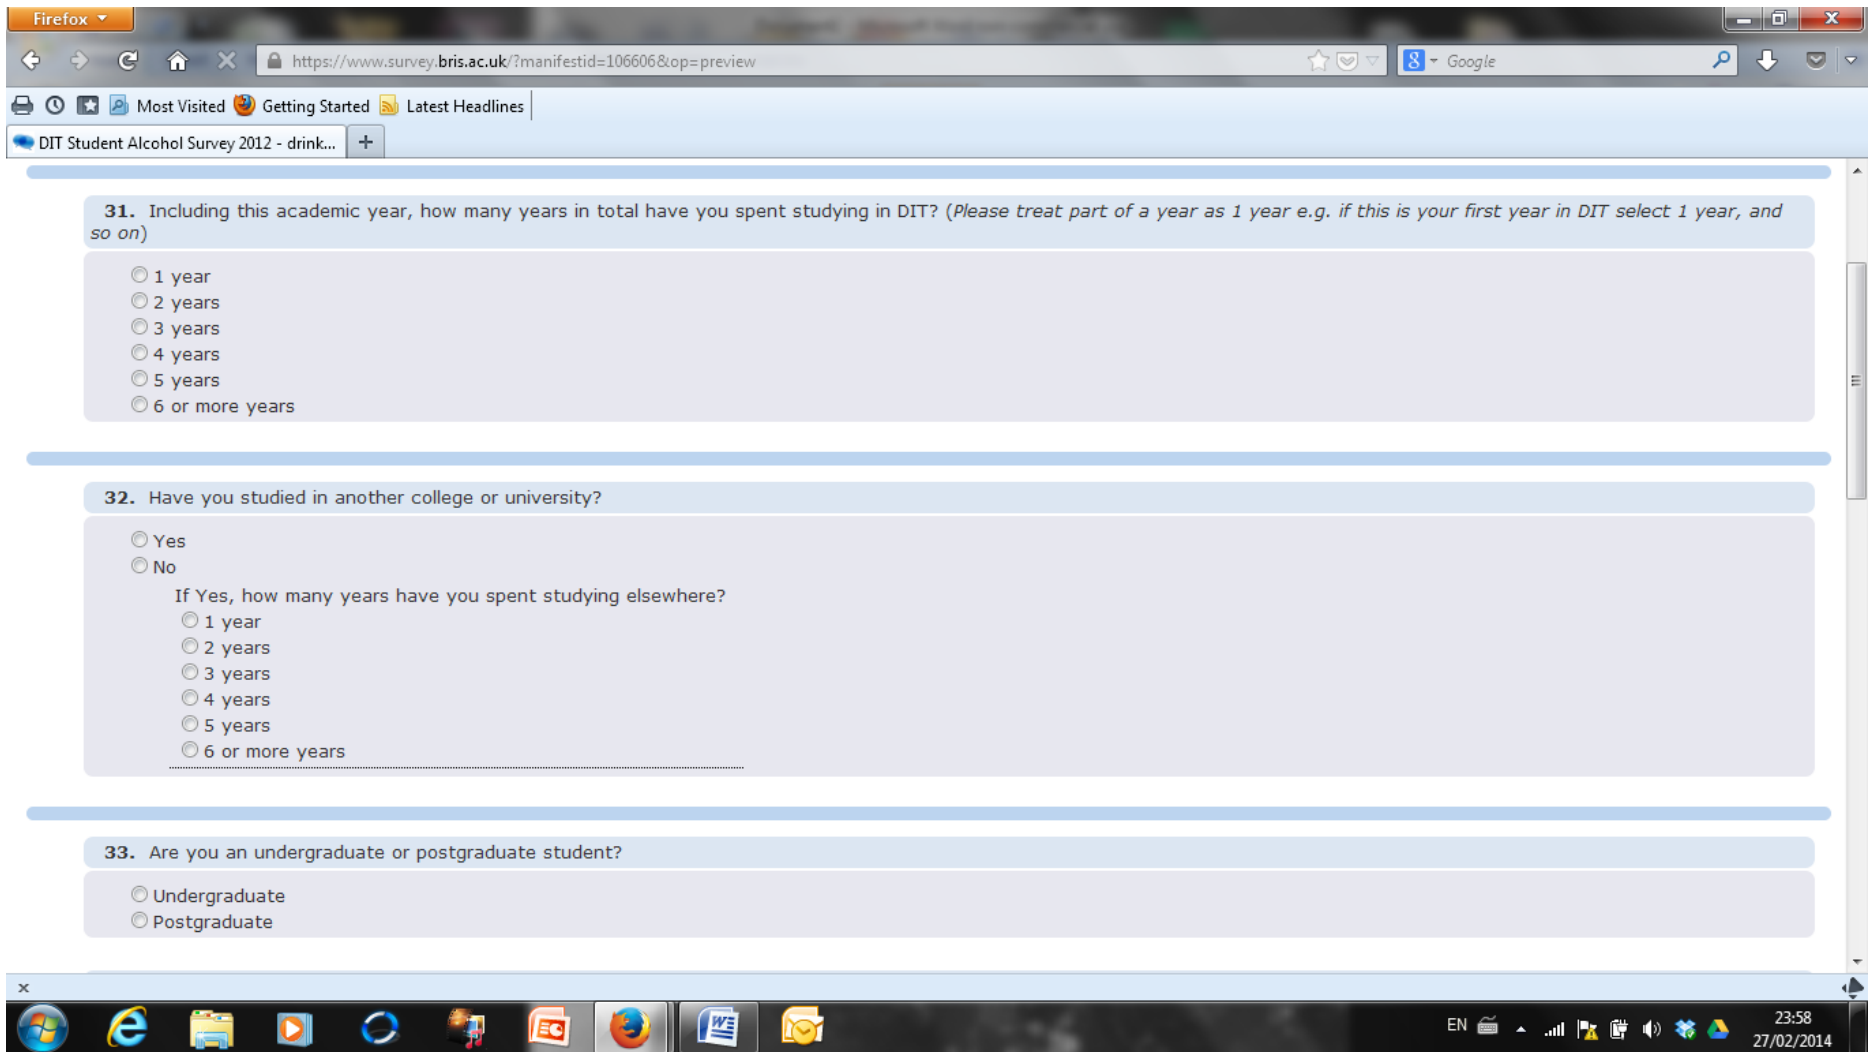 Firefox
https://www.survey.bris.ac.uk/?manifestid=106606&op=preview
Google
Most Visited Getting Started Latest Headlines
DIT Student Alcohol Survey 2012 - drink...
31. Including this academic year, how many years in total have you spent studying in DIT? (Please treat part of a year as 1 year e.g. if this is your first year in DIT select 1 year, and
so on)
1 year
2 years
3 years
4 years
5 years
6 or more years
32. Have you studied in another college or university?
Yes
No
If Yes, how many years have you spent studying elsewhere?
1 year
2 years
3 years
4 years
5 years
6 or more years
33. Are you an undergraduate or postgraduate student?
Undergraduate
Postgraduate
EN
23:58
27/02/2014